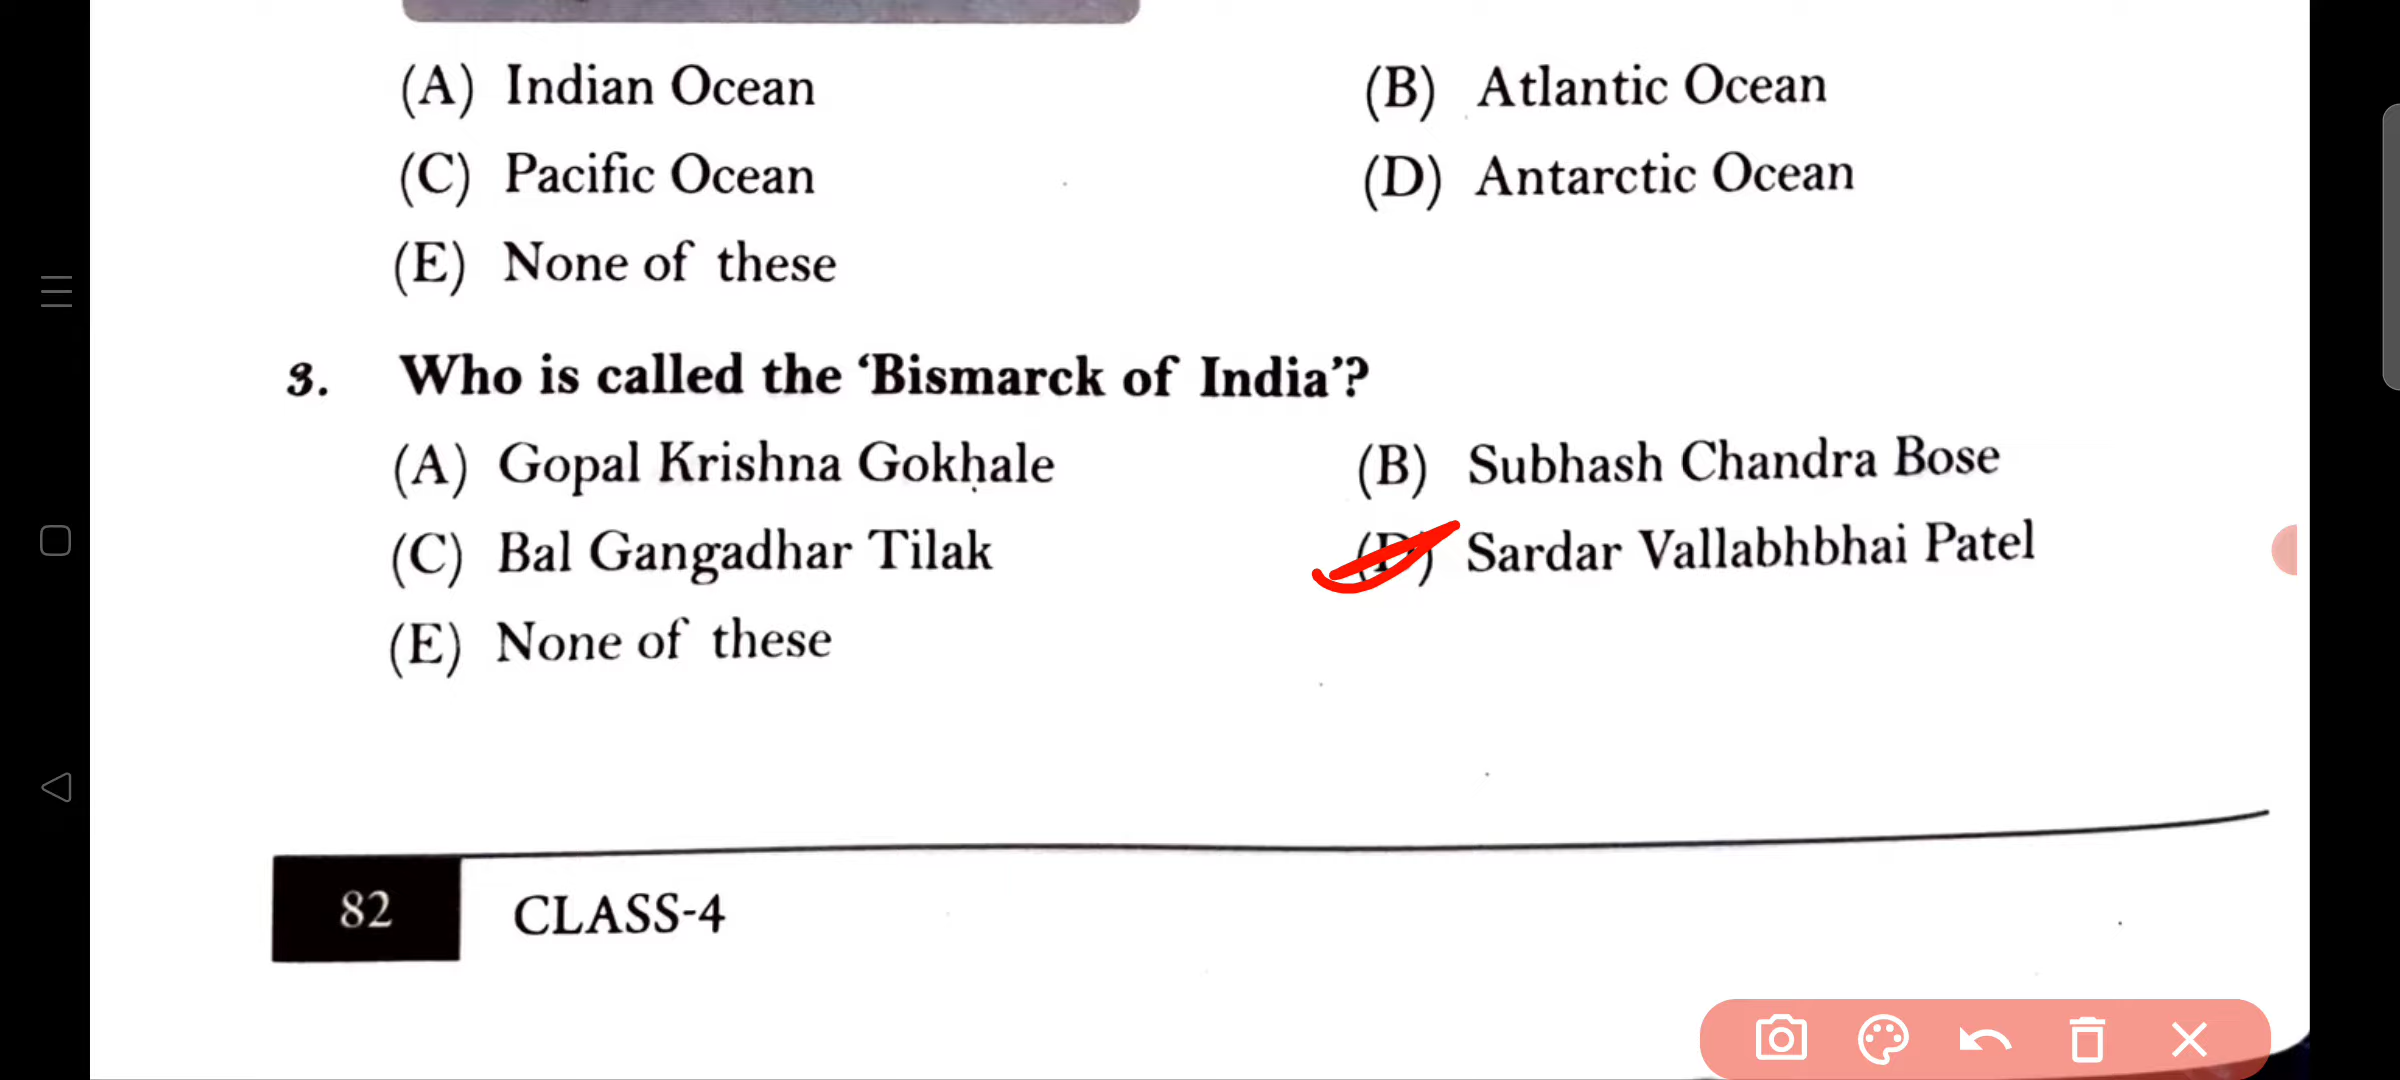 (A) Indian Ocean (B) Atlantic Ocean
(C) Pacific Ocean (D) Antarctic Ocean
(E) None of these
3. Who is called the ‘Bismarck of India’?
(A) Gopal Krishna Gokhale (B) Subhash Chandra Bose
(C) Bal Gangadhar Tilak (D) Sardar Vallabhbhai Patel
(E) None of these
82 CLASS-4